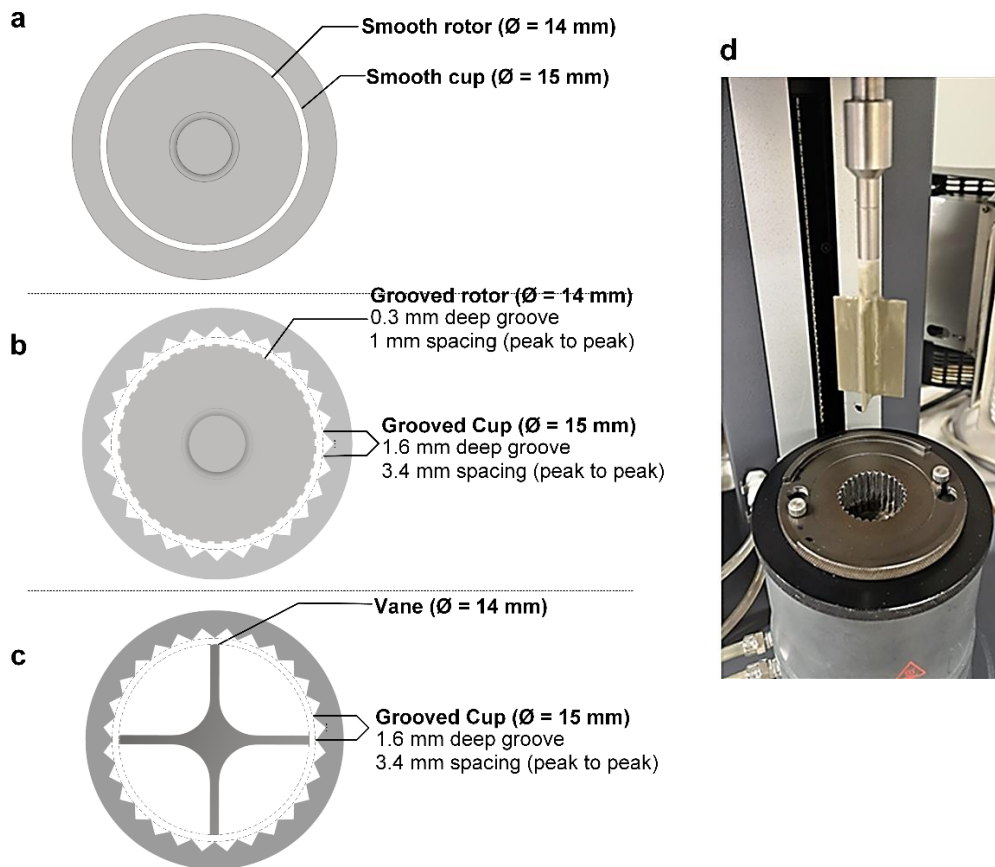 a
Smooth rotor (Ø = 14 mm)
Smooth cup (Ø = 15 mm)
b
Grooved rotor (Ø = 14 mm)
0.3 mm deep groove
1 mm spacing (peak to peak)
Grooved Cup (Ø = 15 mm)
1.6 mm deep groove
3.4 mm spacing (peak to peak)
c
Vane (Ø = 14 mm)
Grooved Cup (Ø = 15 mm)
1.6 mm deep groove
3.4 mm spacing (peak to peak)
d